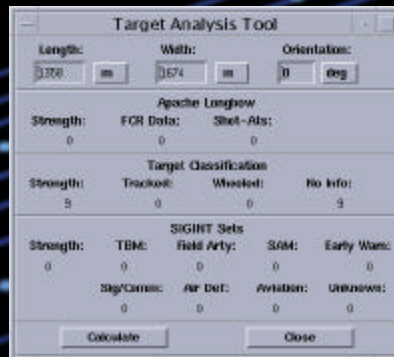 Target Analysis Tool
Length: Width: Orientation:
1358 m 1674 m 0 deg
Apache Longbow
Strength: FCR Data: Shot-Ats:
0 0 0
Target Classification
Strength: Tracked: Wheeled: No Info:
9 0 0 9
SIGINT Sets
Strength: TBM: Field Arty: SAM: Early Warn:
0 0 0 0 0
Sig/Comm: Air Def: Aviation: Unknown:
0 0 0 0
Calculate Close